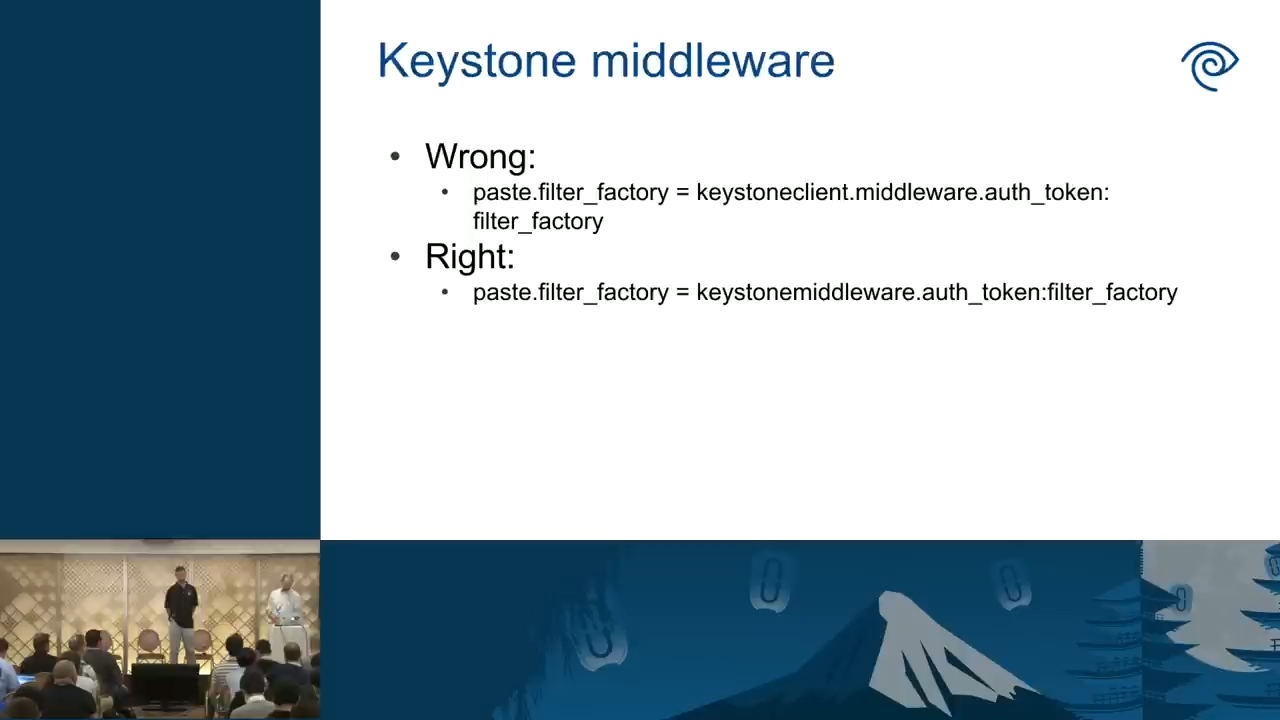 Keystone middleware
• Wrong:
• paste.filter_factory = keystoneclient.middleware.auth_token:
filter_factory
• Right:
• paste.filter_factory = keystonemiddleware.auth_token:filter_factory